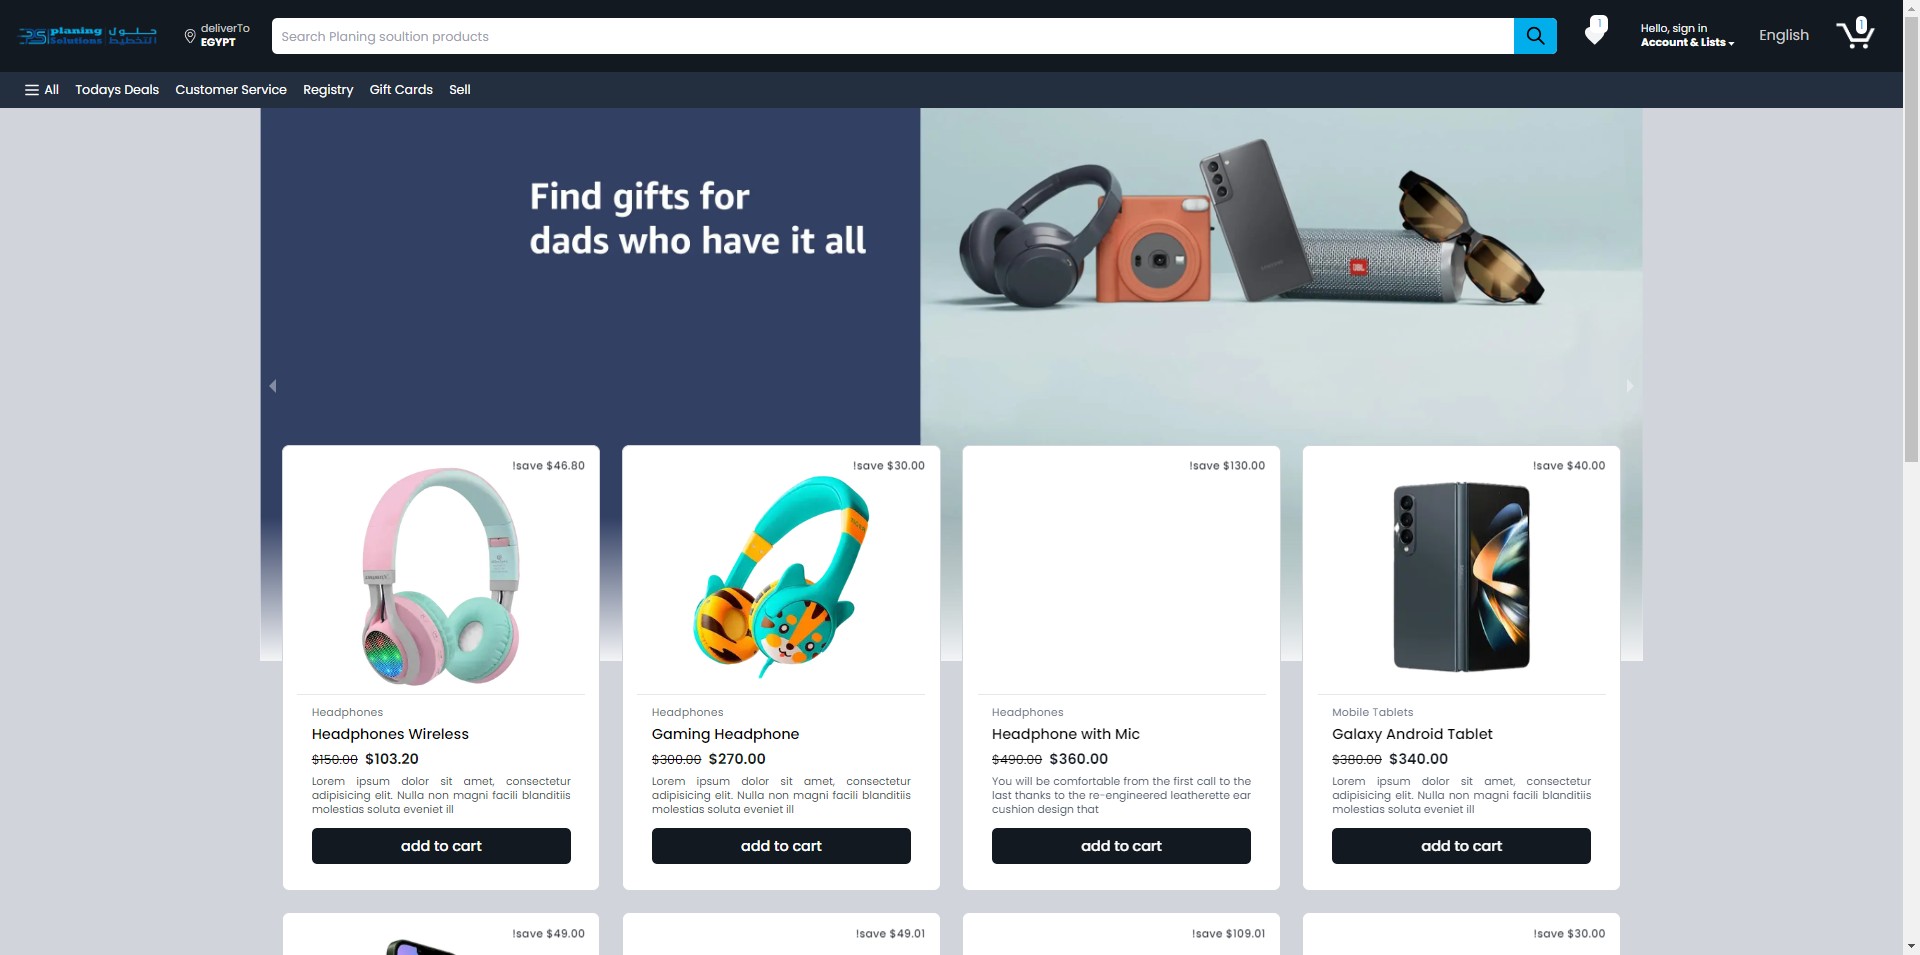 planing حلول
Solutions التخطيط
deliverTo
EGYPT
Search Planing soultion products
1
Hello, sign in
Account & Lists
English
1
All
Todays Deals
Customer Service
Registry
Gift Cards
Sell
Find gifts for
dads who have it all
JBL
SAMSUNG
!save $46.80
Headphones
Headphones Wireless
$150.00 $103.20
Lorem ipsum dolor sit amet, consectetur
adipisicing elit. Nulla non magni facili blanditiis
molestias soluta eveniet ill
add to cart
!save $30.00
Headphones
Gaming Headphone
$300.00 $270.00
Lorem ipsum dolor sit amet, consectetur
adipisicing elit. Nulla non magni facili blanditiis
molestias soluta eveniet ill
add to cart
!save $130.00
Headphones
Headphone with Mic
$490.00 $360.00
You will be comfortable from the first call to the
last thanks to the re-engineered leatherette ear
cushion design that
add to cart
!save $40.00
Mobile Tablets
Galaxy Android Tablet
$380.00 $340.00
Lorem ipsum dolor sit amet, consectetur
adipisicing elit. Nulla non magni facili blanditiis
molestias soluta eveniet ill
add to cart
!save $49.00
!save $49.01
!save $109.01
!save $30.00